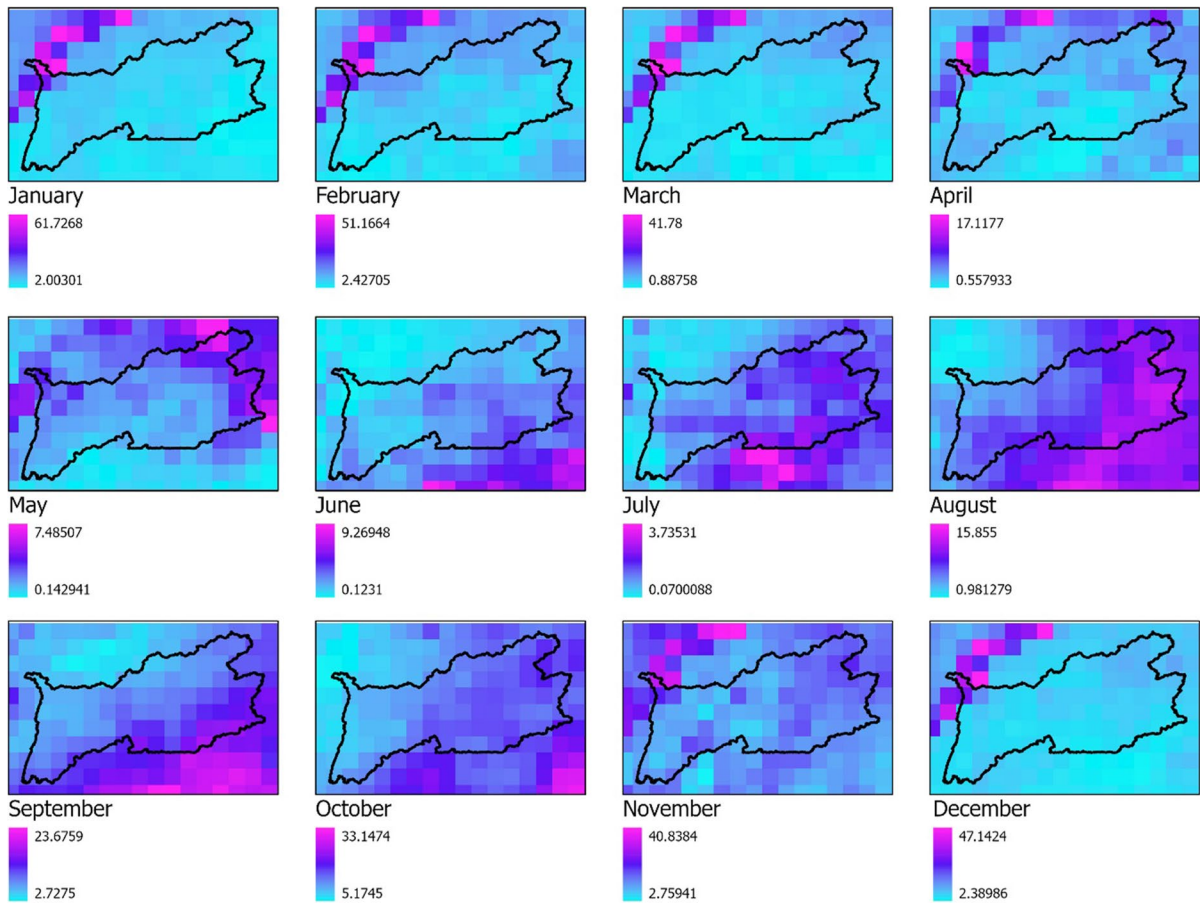 January
61.7268
2.00301
February
51.1664
2.42705
March
41.78
0.88758
April
17.1177
0.557933
May
7.48507
0.142941
June
9.26948
0.1231
July
3.73531
0.0700088
August
15.855
0.981279
September
23.6759
2.7275
October
33.1474
5.1745
November
40.8384
2.75941
December
47.1424
2.38986